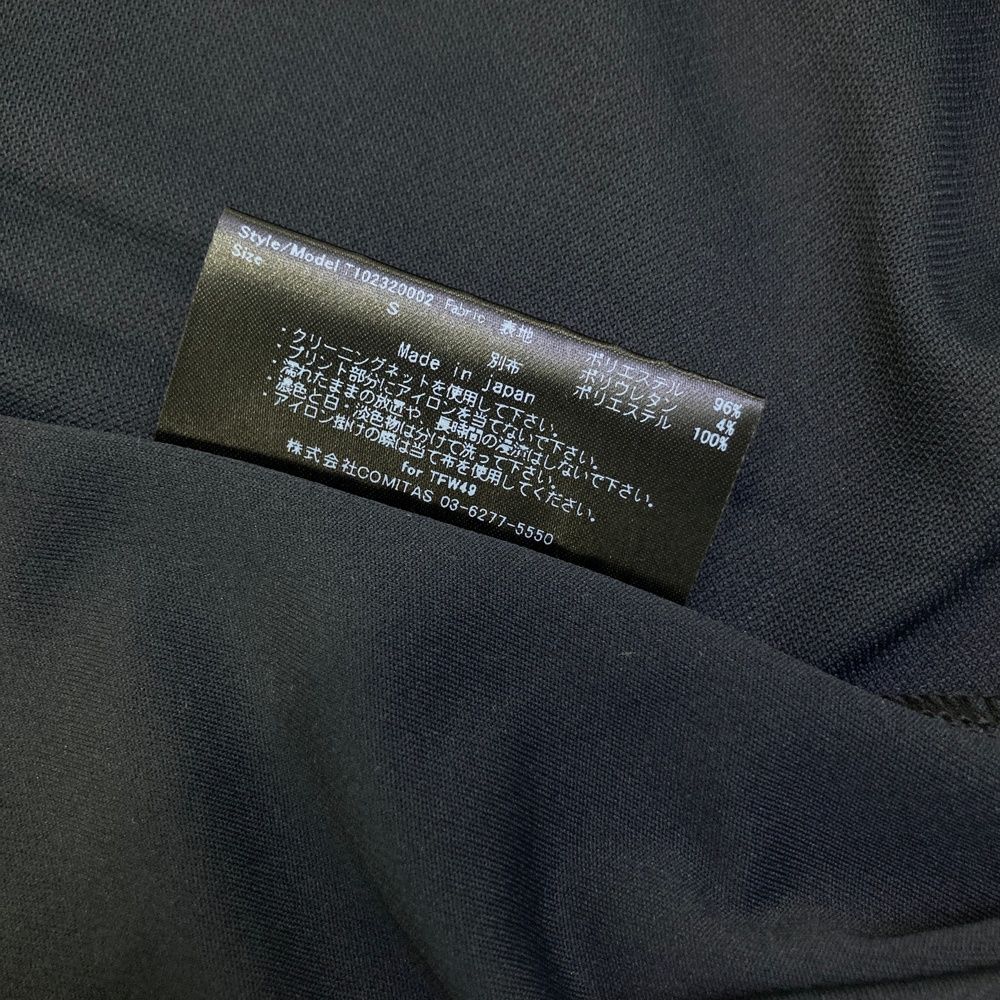 Style/Model T102320002 Fabric 表地 ポリエステル 96%
Size S ポリウレタン 4%
別布 ポリエステル 100%
Made in japan
・クリーニングネットを使用して下さい。
・プリント部分にアイロンを当てないで下さい。
・濡れたままの放置や、長時間の浸漬はしないで下さい。
・濃色と白、淡色物は分けて洗って下さい。
・アイロン掛けの際は当て布を使用してください。
for TFW49
株式会社COMITAS 03-6277-5550